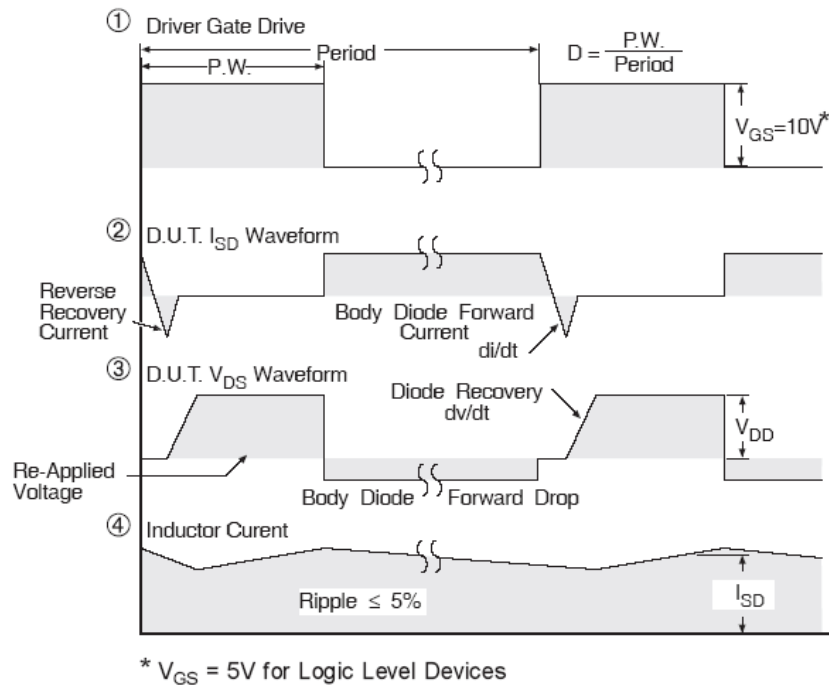 ① Driver Gate Drive
Period
P.W.
D = P.W. / Period
V_GS=10V*
② D.U.T. I_SD Waveform
Reverse
Recovery
Current
Body Diode Forward
Current
di/dt
③ D.U.T. V_DS Waveform
Diode Recovery
dv/dt
V_DD
Re-Applied
Voltage
Body Diode Forward Drop
④ Inductor Curent
Ripple ≤ 5%
I_SD
* V_GS = 5V for Logic Level Devices